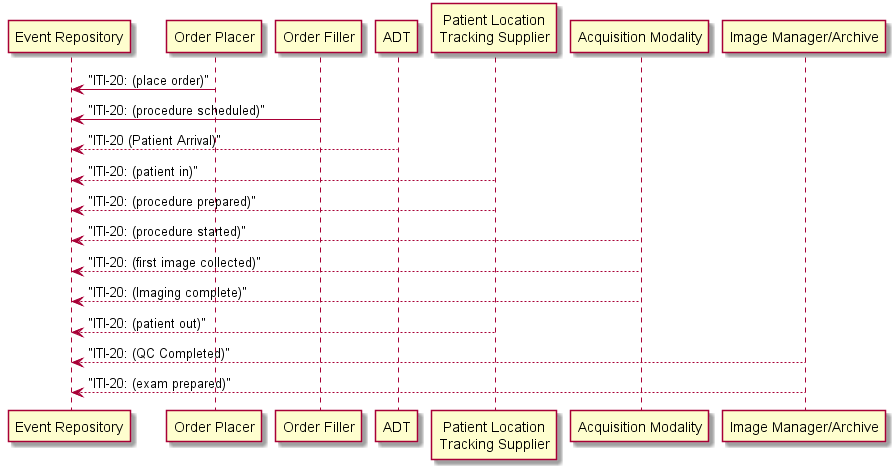 Event Repository
Order Placer
Order Filler
ADT
Patient Location
Tracking Supplier
Acquisition Modality
Image Manager/Archive
"ITI-20: (place order)"
"ITI-20: (procedure scheduled)"
"ITI-20 (Patient Arrival)"
"ITI-20: (patient in)"
"ITI-20: (procedure prepared)"
"ITI-20: (procedure started)"
"ITI-20: (first image collected)"
"ITI-20: (Imaging complete)"
"ITI-20: (patient out)"
"ITI-20: (QC Completed)"
"ITI-20: (exam prepared)"
Event Repository
Order Placer
Order Filler
ADT
Patient Location
Tracking Supplier
Acquisition Modality
Image Manager/Archive